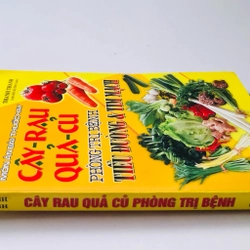 CÂY-RAU
QUẢ-CỦ
PHÒNG TRỊ BỆNH
TIỂU ĐƯỜNG & TIM MẠCH
CÂY RAU QUẢ CỦ PHÒNG TRỊ BỆNH